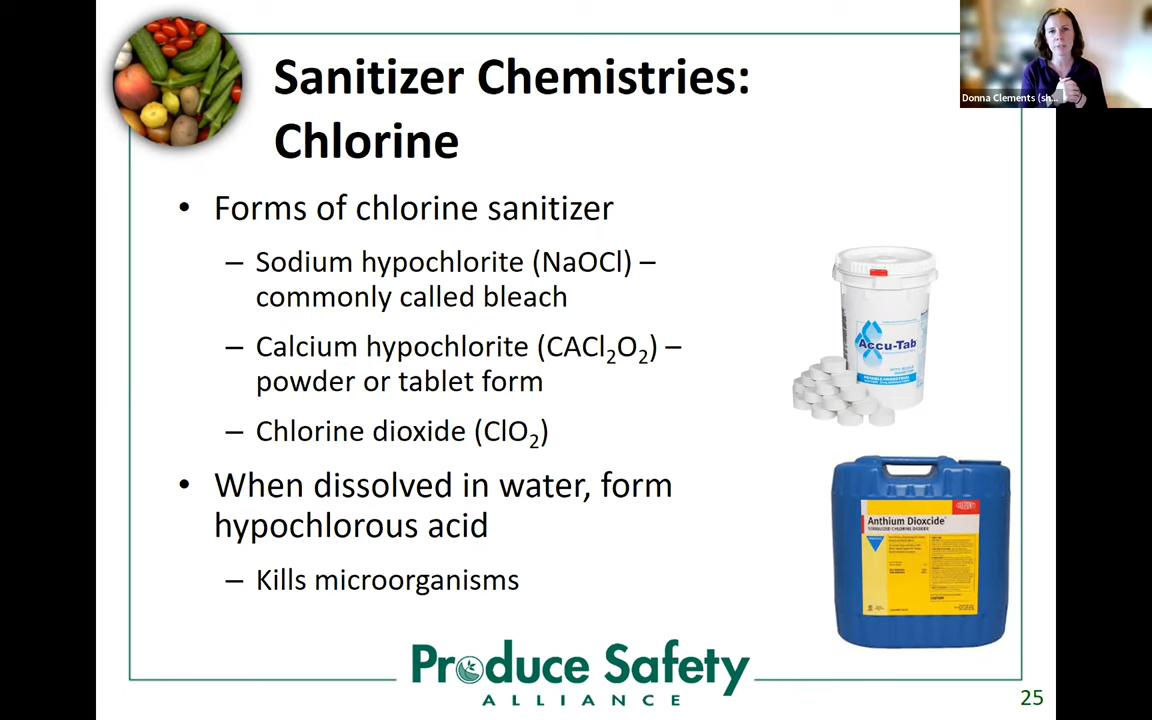 Sanitizer Chemistries:
Chlorine
Donna Clements (sh...
• Forms of chlorine sanitizer
– Sodium hypochlorite (NaOCl) –
commonly called bleach
– Calcium hypochlorite (CACl₂O₂) –
powder or tablet form
– Chlorine dioxide (ClO₂)
• When dissolved in water, form
hypochlorous acid
– Kills microorganisms
Accu-Tab
Anthium Dioxcide
STABILIZED CHLORINE DIOXIDE
Produce Safety
ALLIANCE
25